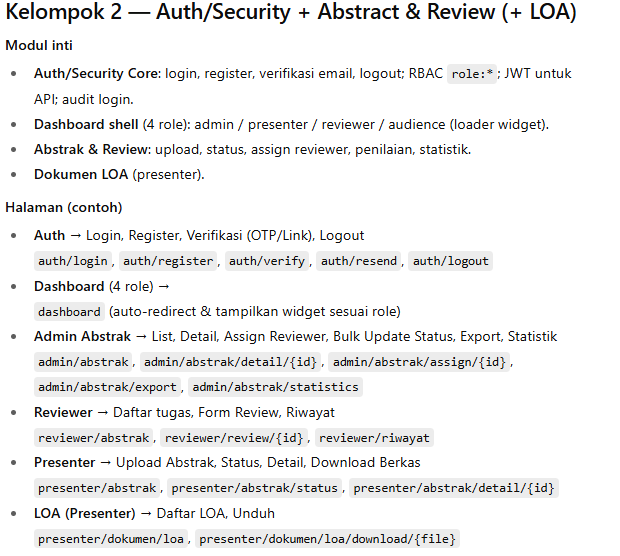 Kelompok 2 — Auth/Security + Abstract & Review (+ LOA)
Modul inti
• Auth/Security Core: login, register, verifikasi email, logout; RBAC role:*; JWT untuk
API; audit login.
• Dashboard shell (4 role): admin / presenter / reviewer / audience (loader widget).
• Abstrak & Review: upload, status, assign reviewer, penilaian, statistik.
• Dokumen LOA (presenter).
Halaman (contoh)
• Auth → Login, Register, Verifikasi (OTP/Link), Logout
auth/login, auth/register, auth/verify, auth/resend, auth/logout
• Dashboard (4 role) →
dashboard (auto-redirect & tampilkan widget sesuai role)
• Admin Abstrak → List, Detail, Assign Reviewer, Bulk Update Status, Export, Statistik
admin/abstrak, admin/abstrak/detail/{id}, admin/abstrak/assign/{id},
admin/abstrak/export, admin/abstrak/statistics
• Reviewer → Daftar tugas, Form Review, Riwayat
reviewer/abstrak, reviewer/review/{id}, reviewer/riwayat
• Presenter → Upload Abstrak, Status, Detail, Download Berkas
presenter/abstrak, presenter/abstrak/status, presenter/abstrak/detail/{id}
• LOA (Presenter) → Daftar LOA, Unduh
presenter/dokumen/loa, presenter/dokumen/loa/download/{file}